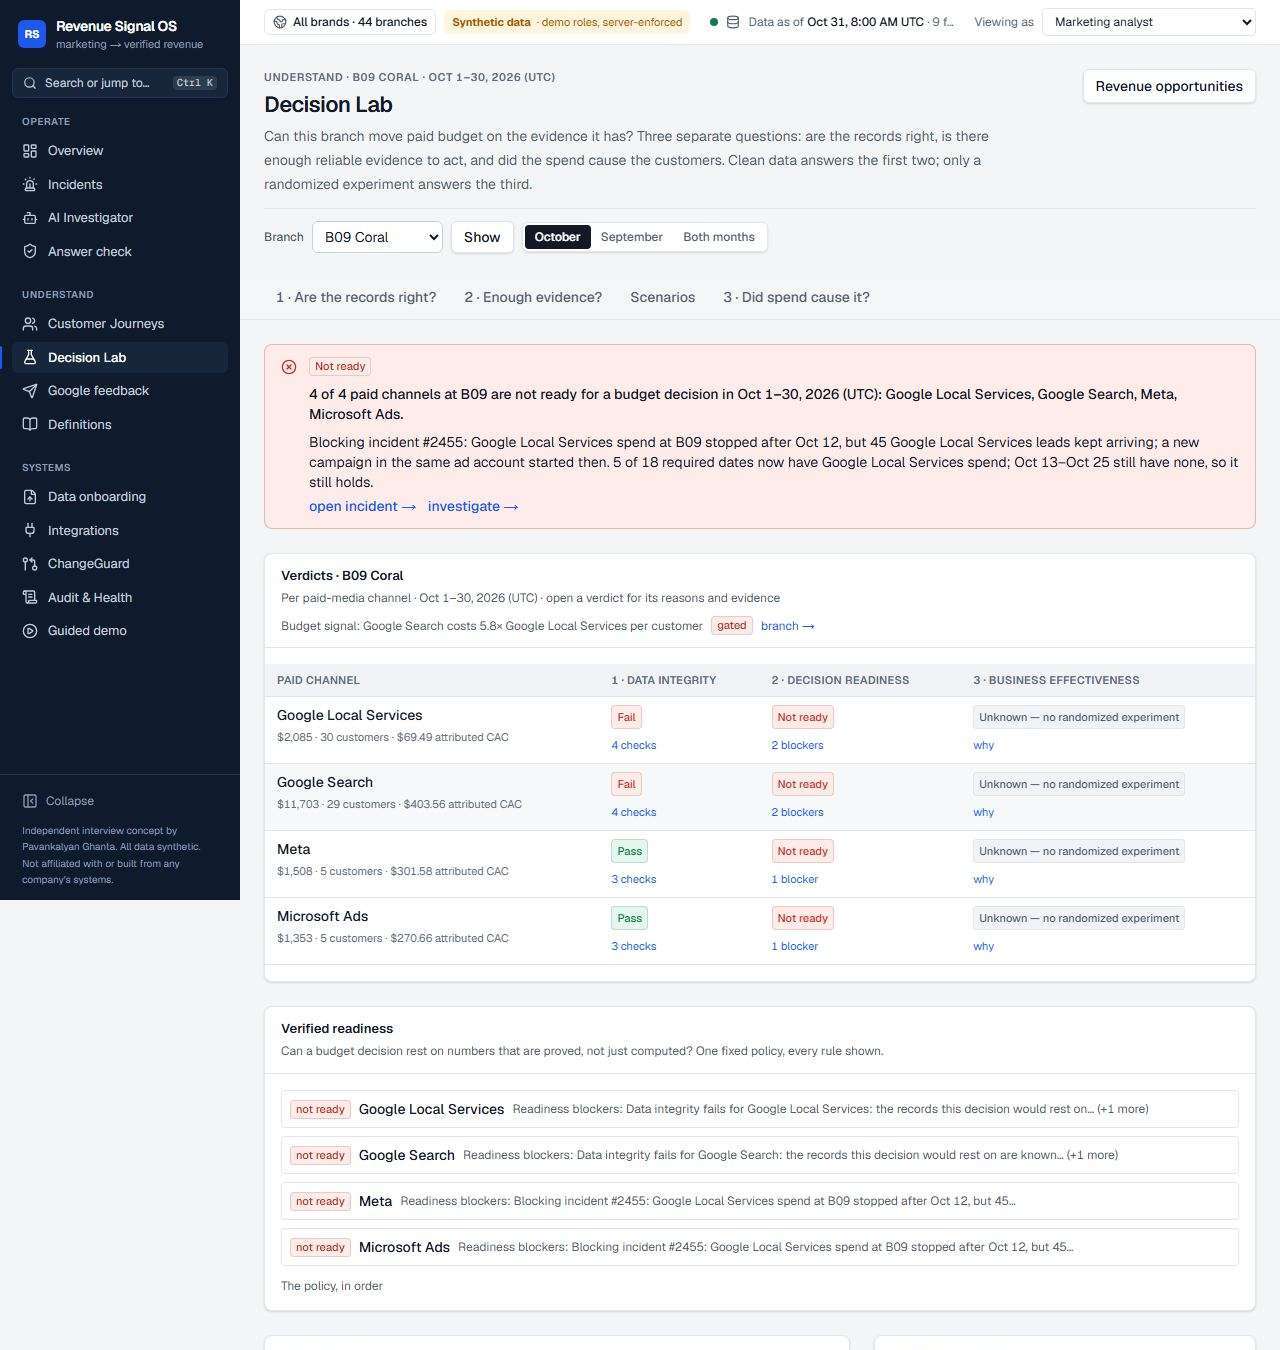 RS
Revenue Signal OS
marketing → verified revenue
Search or jump to...
Ctrl K
OPERATE
Overview
Incidents
AI Investigator
Answer check
UNDERSTAND
Customer Journeys
Decision Lab
Google feedback
Definitions
SYSTEMS
Data onboarding
Integrations
ChangeGuard
Audit & Health
Guided demo
Collapse
Independent interview concept by
Pavankalyan Ghanta. All data synthetic.
Not affiliated with or built from any
company's systems.
All brands · 44 branches
Synthetic data · demo roles, server-enforced
Data as of Oct 31, 8:00 AM UTC · 9 f...
Viewing as
Marketing analyst
UNDERSTAND · B09 CORAL · OCT 1–30, 2026 (UTC)
Decision Lab
Revenue opportunities
Can this branch move paid budget on the evidence it has? Three separate questions: are the records right, is there
enough reliable evidence to act, and did the spend cause the customers. Clean data answers the first two; only a
randomized experiment answers the third.
Branch
B09 Coral
Show
October
September
Both months
1 · Are the records right?
2 · Enough evidence?
Scenarios
3 · Did spend cause it?
Not ready
4 of 4 paid channels at B09 are not ready for a budget decision in Oct 1–30, 2026 (UTC): Google Local Services, Google Search, Meta,
Microsoft Ads.
Blocking incident #2455: Google Local Services spend at B09 stopped after Oct 12, but 45 Google Local Services leads kept arriving; a new
campaign in the same ad account started then. 5 of 18 required dates now have Google Local Services spend; Oct 13–Oct 25 still have none, so it
still holds.
open incident → investigate →
Verdicts · B09 Coral
Per paid-media channel · Oct 1–30, 2026 (UTC) · open a verdict for its reasons and evidence
Budget signal: Google Search costs 5.8× Google Local Services per customer gated branch →
PAID CHANNEL 1 · DATA INTEGRITY 2 · DECISION READINESS 3 · BUSINESS EFFECTIVENESS
Google Local Services Fail Not ready Unknown — no randomized experiment
$2,085 · 30 customers · $69.49 attributed CAC 4 checks 2 blockers why
Google Search Fail Not ready Unknown — no randomized experiment
$11,703 · 29 customers · $403.56 attributed CAC 4 checks 2 blockers why
Meta Pass Not ready Unknown — no randomized experiment
$1,508 · 5 customers · $301.58 attributed CAC 3 checks 1 blocker why
Microsoft Ads Pass Not ready Unknown — no randomized experiment
$1,353 · 5 customers · $270.66 attributed CAC 3 checks 1 blocker why
Verified readiness
Can a budget decision rest on numbers that are proved, not just computed? One fixed policy, every rule shown.
not ready Google Local Services Readiness blockers: Data integrity fails for Google Local Services: the records this decision would rest on... (+1 more)
not ready Google Search Readiness blockers: Data integrity fails for Google Search: the records this decision would rest on are known... (+1 more)
not ready Meta Readiness blockers: Blocking incident #2455: Google Local Services spend at B09 stopped after Oct 12, but 45...
not ready Microsoft Ads Readiness blockers: Blocking incident #2455: Google Local Services spend at B09 stopped after Oct 12, but 45...
The policy, in order